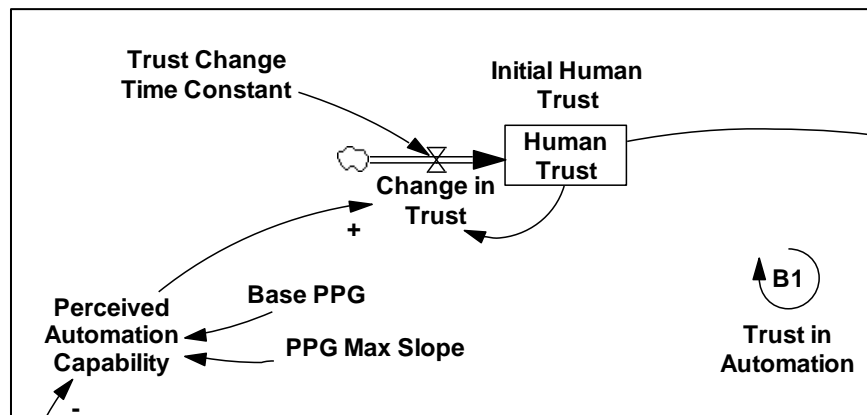 Trust Change
Time Constant
Initial Human
Trust
Human
Trust
Change in
Trust
+
B1
Trust in
Automation
Base PPG
PPG Max Slope
Perceived
Automation
Capability
-